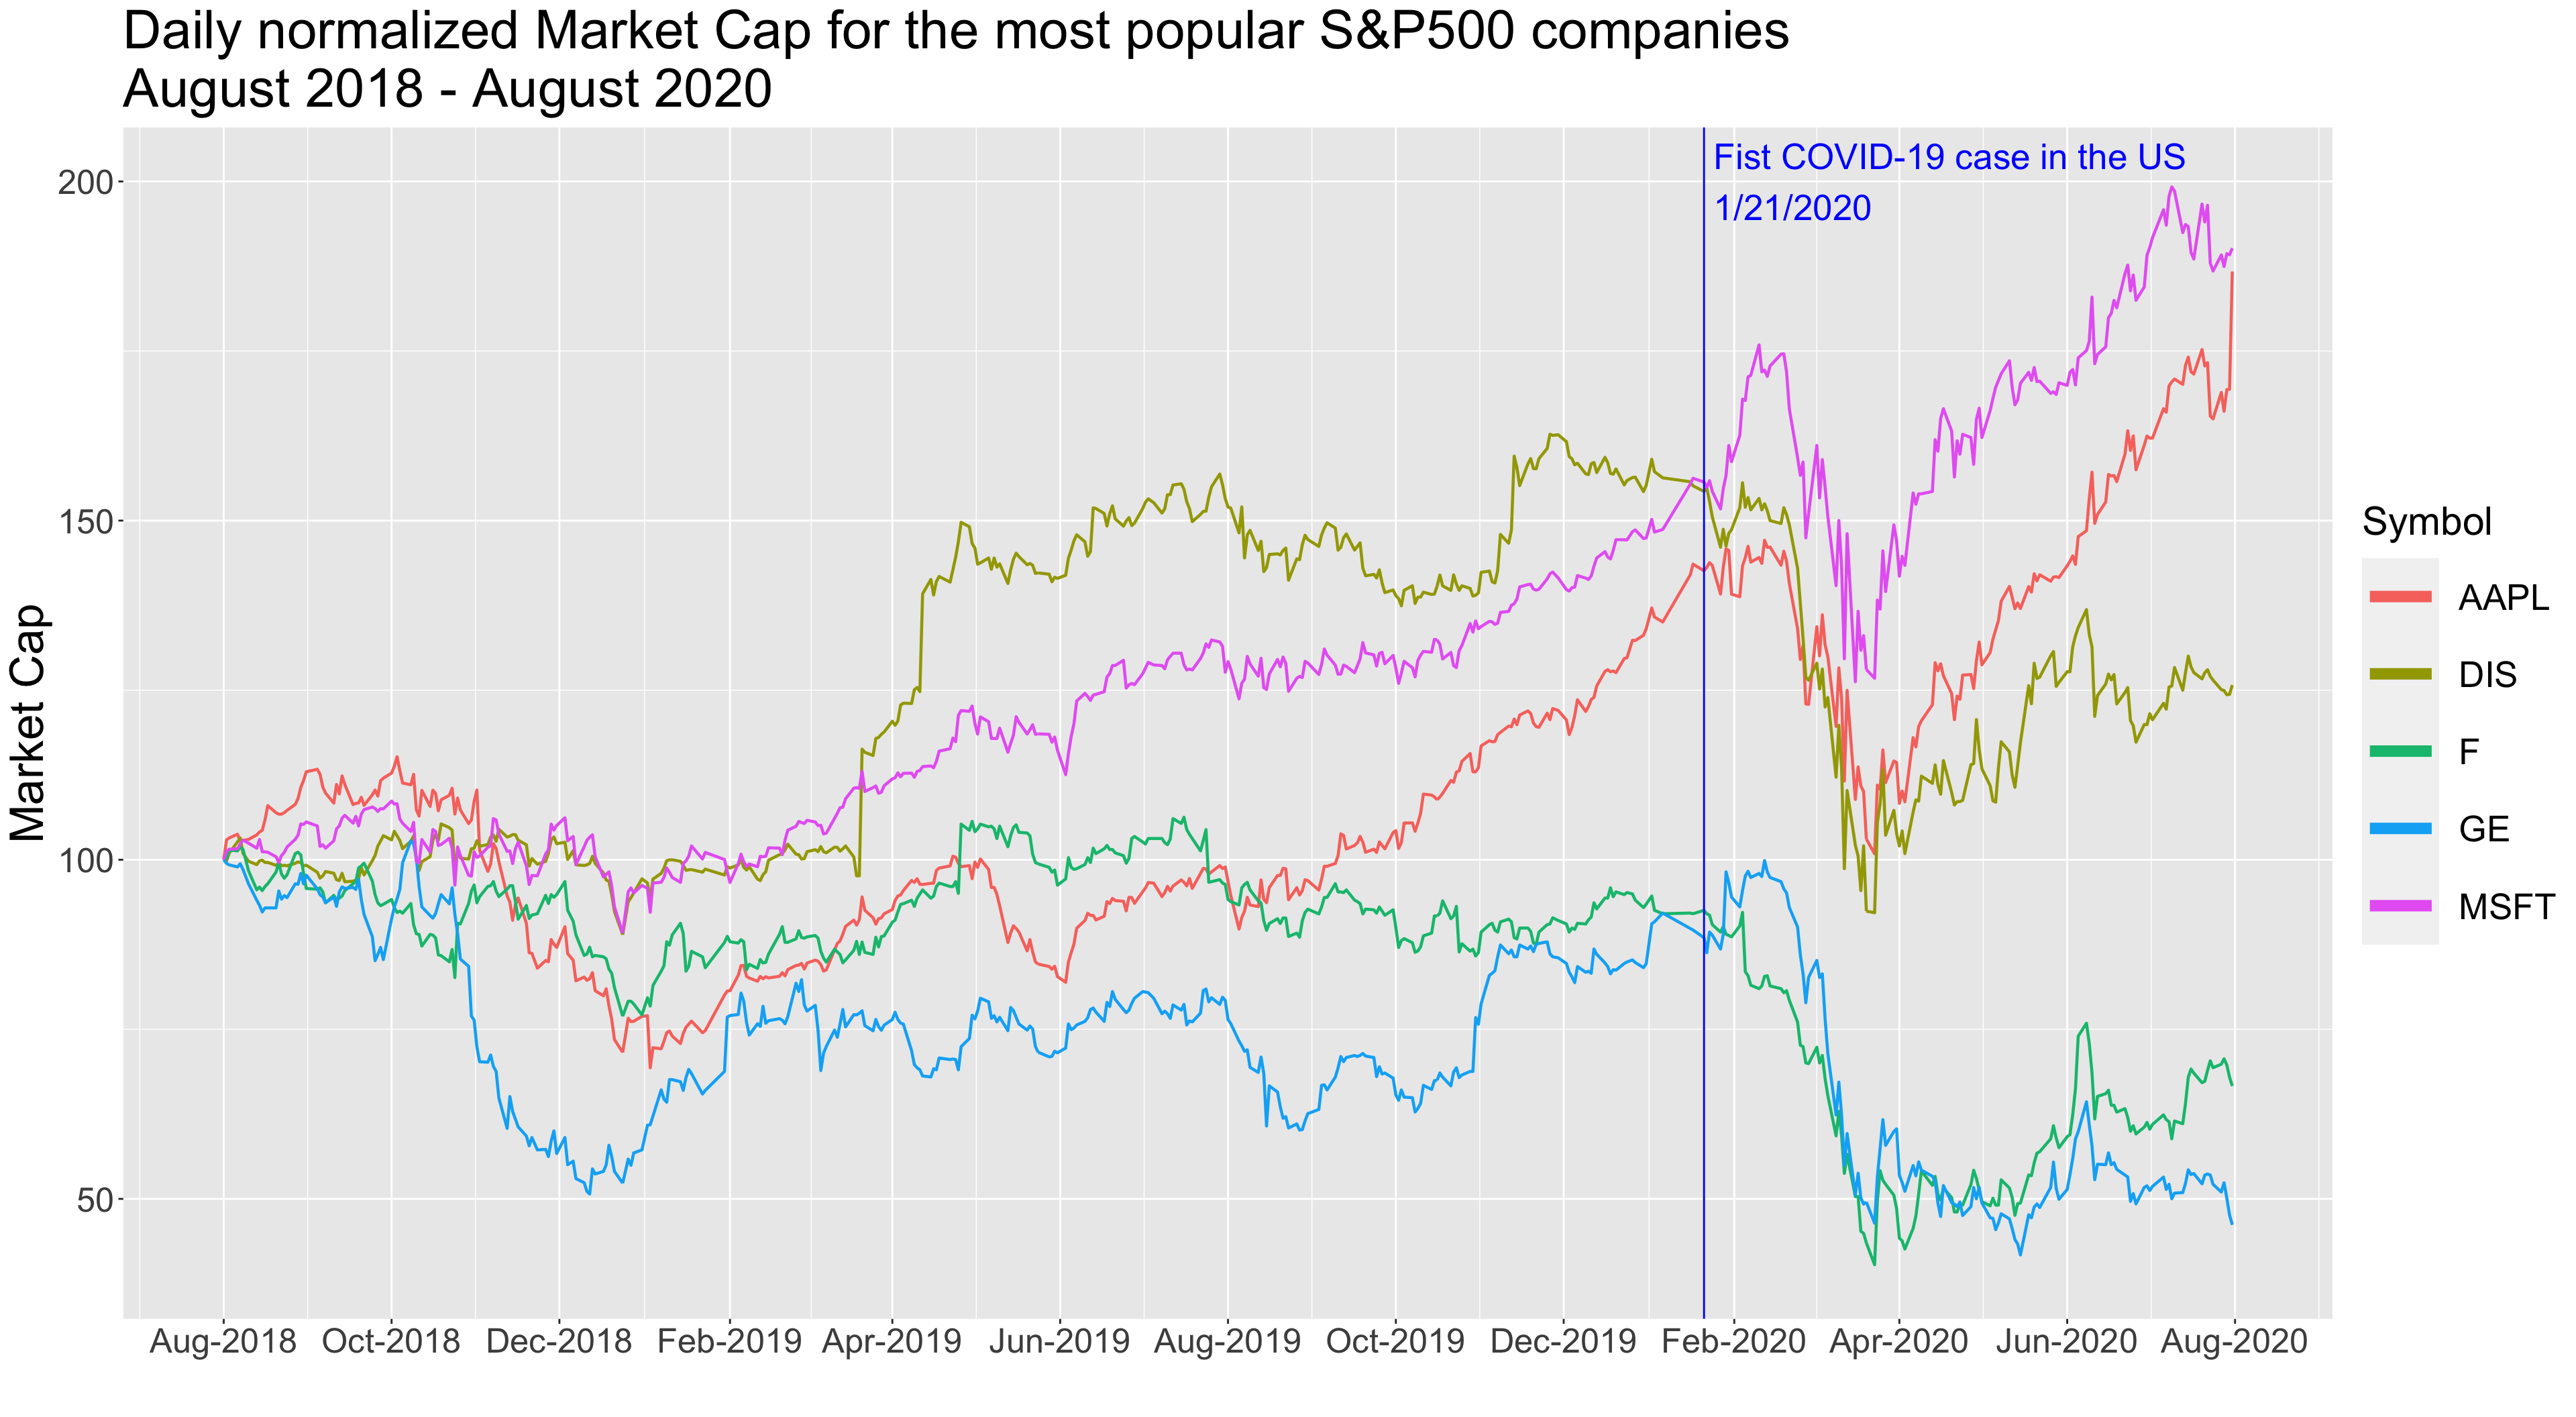 Daily normalized Market Cap for the most popular S&P500 companies
August 2018 - August 2020
Fist COVID-19 case in the US
1/21/2020
200
150
100
50
Market Cap
Aug-2018 Oct-2018 Dec-2018 Feb-2019 Apr-2019 Jun-2019 Aug-2019 Oct-2019 Dec-2019 Feb-2020 Apr-2020 Jun-2020 Aug-2020
Symbol
AAPL
DIS
F
GE
MSFT